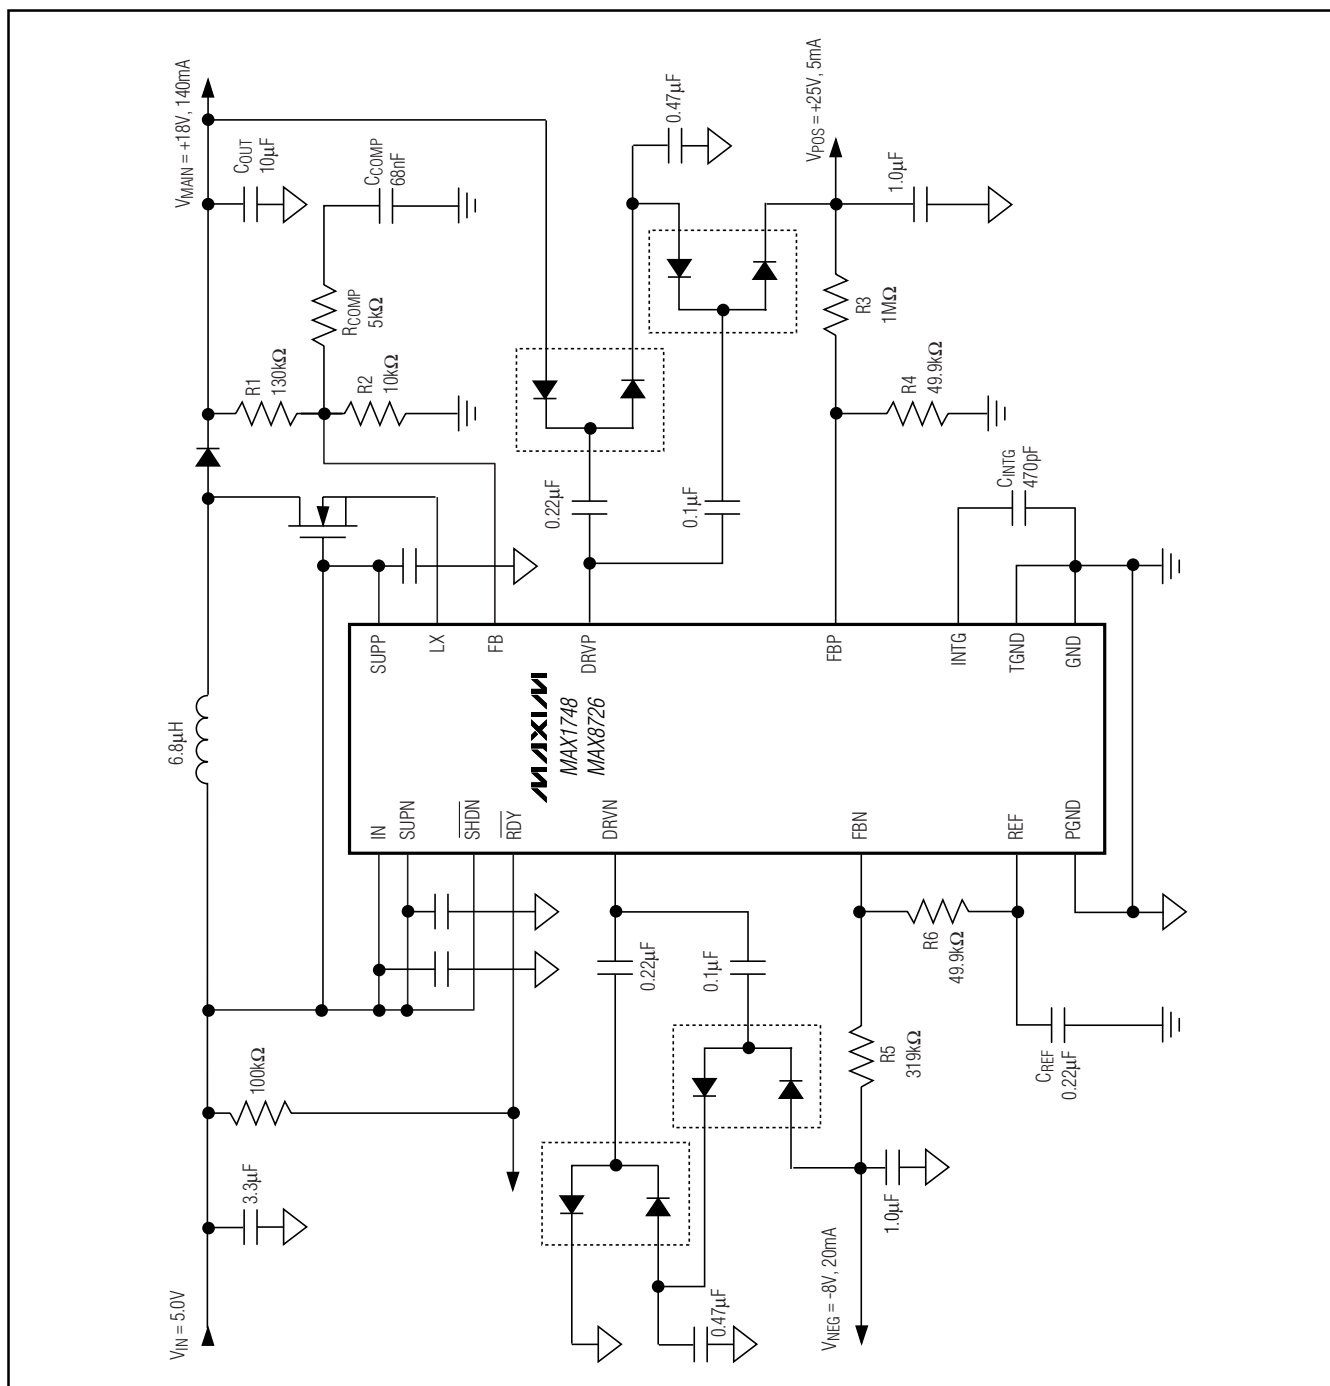 VMAIN = +18V, 140mA
COUT
10µF
CCOMP
68nF
RCOMP
5kΩ
R1
130kΩ
R2
10kΩ
0.47µF
VPOS = +25V, 5mA
1.0µF
R3
1MΩ
R4
49.9kΩ
0.22µF
0.1µF
CINTG
470pF
6.8µH
SUPP
LX
FB
DRVP
FBP
INTG
TGND
GND
MAXIM
MAX1748
MAX8726
IN
SUPN
SHDN
RDY
DRVN
FBN
REF
PGND
0.22µF
0.1µF
R6
49.9kΩ
R5
319kΩ
CREF
0.22µF
100kΩ
3.3µF
1.0µF
0.47µF
VIN = 5.0V
VNEG = -8V, 20mA